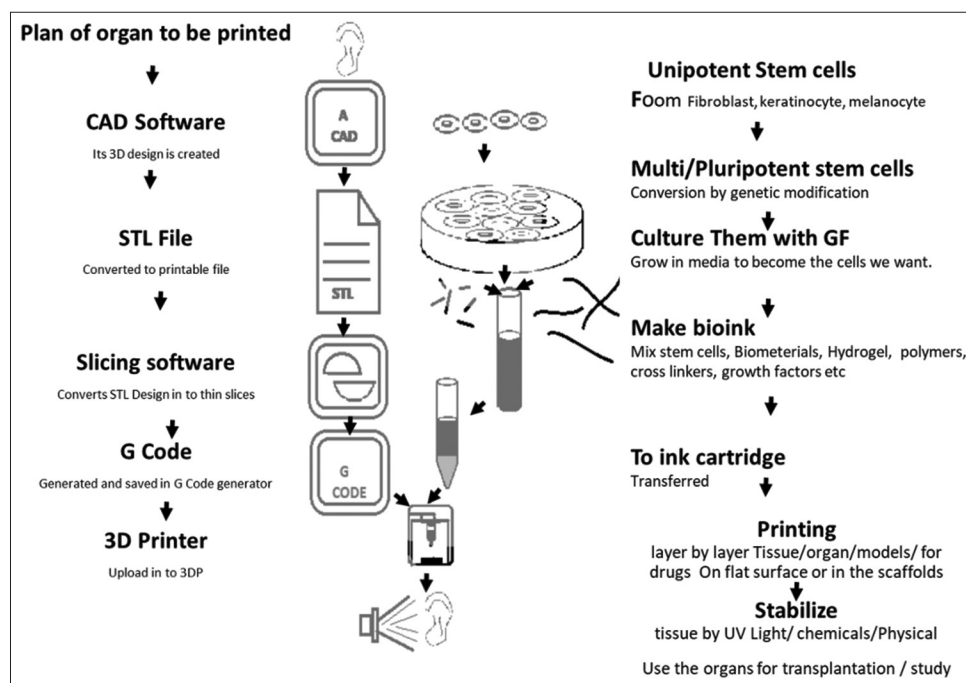 Plan of organ to be printed
CAD Software
Its 3D design is created
STL File
Converted to printable file
Slicing software
Converts STL Design in to thin slices
G Code
Generated and saved in G Code generator
3D Printer
Upload in to 3DP
A
CAD
STL
G
CODE
Unipotent Stem cells
Foom Fibroblast, keratinocyte, melanocyte
Multi/Pluripotent stem cells
Conversion by genetic modification
Culture Them with GF
Grow in media to become the cells we want.
Make bioink
Mix stem cells, Biometerials, Hydrogel, polymers,
cross linkers, growth factors etc
To ink cartridge
Transferred
Printing
layer by layer Tissue/organ/models/ for
drugs On flat surface or in the scaffolds
Stabilize
tissue by UV Light/ chemicals/Physical
Use the organs for transplantation / study